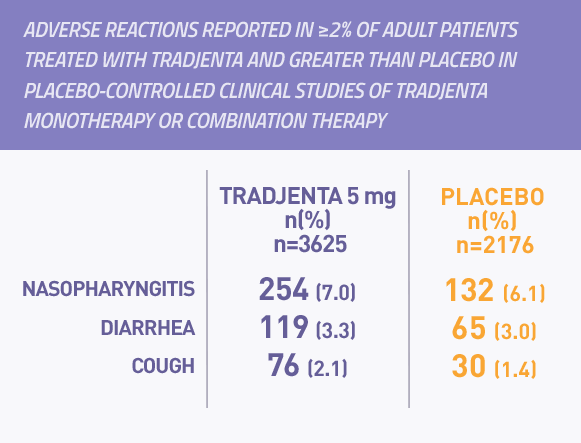 ADVERSE REACTIONS REPORTED IN ≥2% OF ADULT PATIENTS
TREATED WITH TRADJENTA AND GREATER THAN PLACEBO IN
PLACEBO-CONTROLLED CLINICAL STUDIES OF TRADJENTA
MONOTHERAPY OR COMBINATION THERAPY
TRADJENTA 5 mg PLACEBO
n(%) n(%)
n=3625 n=2176
NASOPHARYNGITIS 254 (7.0) 132 (6.1)
DIARRHEA 119 (3.3) 65 (3.0)
COUGH 76 (2.1) 30 (1.4)